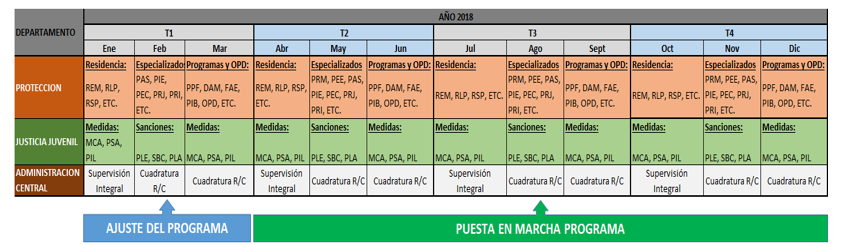 DEPARTAMENTO
AÑO 2018
T1 T2 T3 T4
Ene Feb Mar Abr May Jun Jul Ago Sept Oct Nov Dic
PROTECCION
Residencia:
REM, RLP,
RSP, ETC.
Especializado
PAS, PIE,
PEC, PRJ, PRI,
ETC.
Programas y OPD:
PPF, DAM, FAE,
PIB, OPD, ETC.
Residencia:
REM, RLP, RSP,
ETC.
Especializados
PRM, PEE, PAS,
PIE, PEC, PRJ,
PRI, ETC.
Programas y OPD:
PPF, DAM, FAE,
PIB, OPD, ETC.
Residencia:
REM, RLP, RSP, ETC.
Especializados
PRM, PEE, PAS,
PIE, PEC, PRJ,
PRI, ETC.
Programas y OPD:
PPF, DAM, FAE,
PIB, OPD, ETC.
Residencia:
REM, RLP, RSP, ETC.
Especializados
PRM, PEE, PAS,
PIE, PEC, PRJ,
PRI, ETC.
Programas y OPD:
PPF, DAM, FAE,
PIB, OPD, ETC.
JUSTICIA JUVENIL
Medidas:
MCA, PSA,
PIL
Sanciones:
PLE, SBC, PLA
Medidas:
MCA, PSA, PIL
Medidas:
MCA, PSA, PIL
Sanciones:
PLE, SBC, PLA
Medidas:
MCA, PSA, PIL
Medidas:
MCA, PSA, PIL
Sanciones:
PLE, SBC, PLA
Medidas:
MCA, PSA, PIL
Medidas:
MCA, PSA, PIL
Sanciones:
PLE, SBC, PLA
Medidas:
MCA, PSA, PIL
ADMINISTRACION
CENTRAL
Supervisión
Integral
Cuadratura
R/C
Cuadratura R/C
Supervisión
Integral
Cuadratura R/C
Cuadratura R/C
Supervisión
Integral
Cuadratura R/C
Cuadratura R/C
Supervisión
Integral
Cuadratura R/C
Cuadratura R/C
AJUSTE DEL PROGRAMA
PUESTA EN MARCHA PROGRAMA